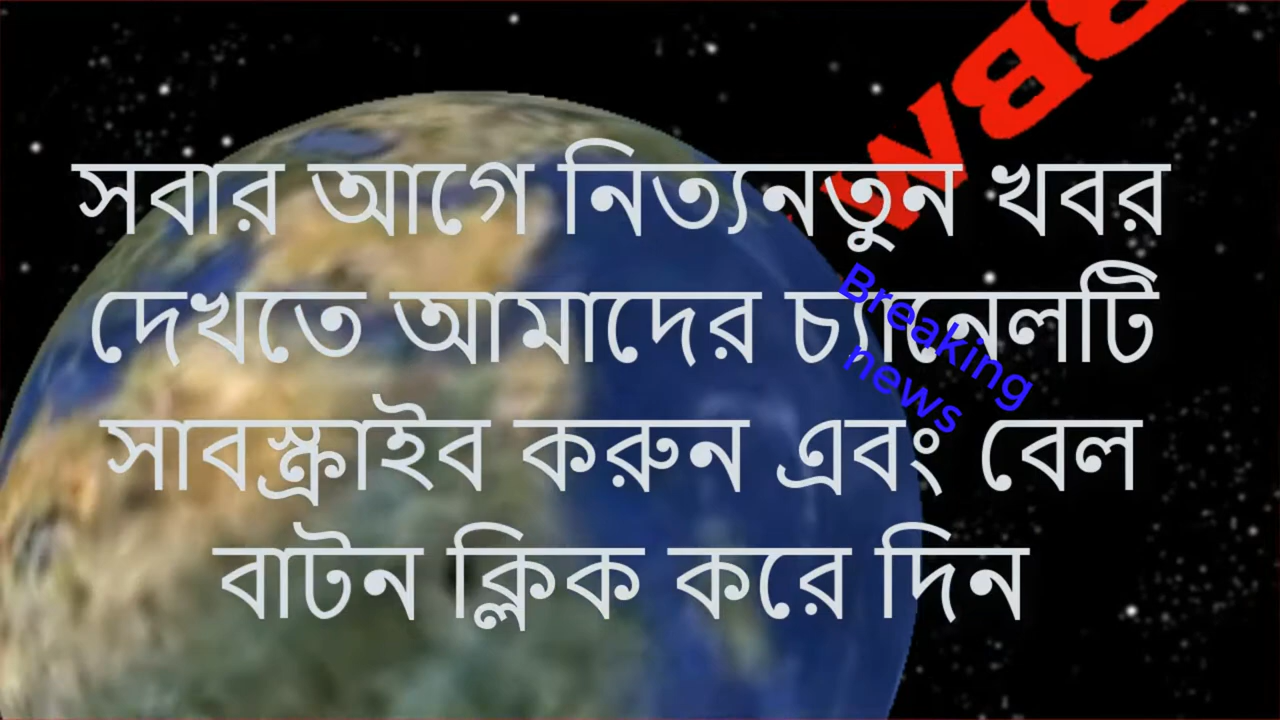 সবার আগে নিত্যনতুন খবর
দেখতে আমাদের চ্যানেলটি
সাবস্ক্রাইব করুন এবং বেল
বাটন ক্লিক করে দিন
Breaking
news